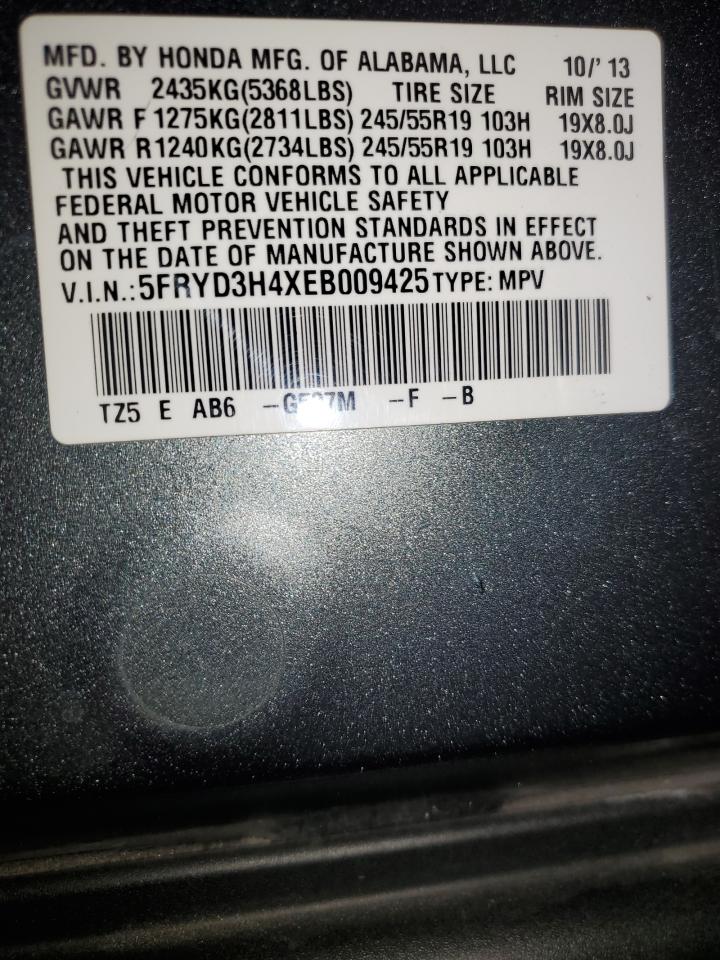 MFD. BY HONDA MFG. OF ALABAMA, LLC 10/' 13
GVWR 2435KG(5368LBS) TIRE SIZE RIM SIZE
GAWR F 1275KG(2811LBS) 245/55R19 103H 19X8.0J
GAWR R 1240KG(2734LBS) 245/55R19 103H 19X8.0J
THIS VEHICLE CONFORMS TO ALL APPLICABLE
FEDERAL MOTOR VEHICLE SAFETY
AND THEFT PREVENTION STANDARDS IN EFFECT
ON THE DATE OF MANUFACTURE SHOWN ABOVE.
V.I.N.: 5FRYD3H4XEB009425 TYPE: MPV
TZ5 E AB6 -F -B